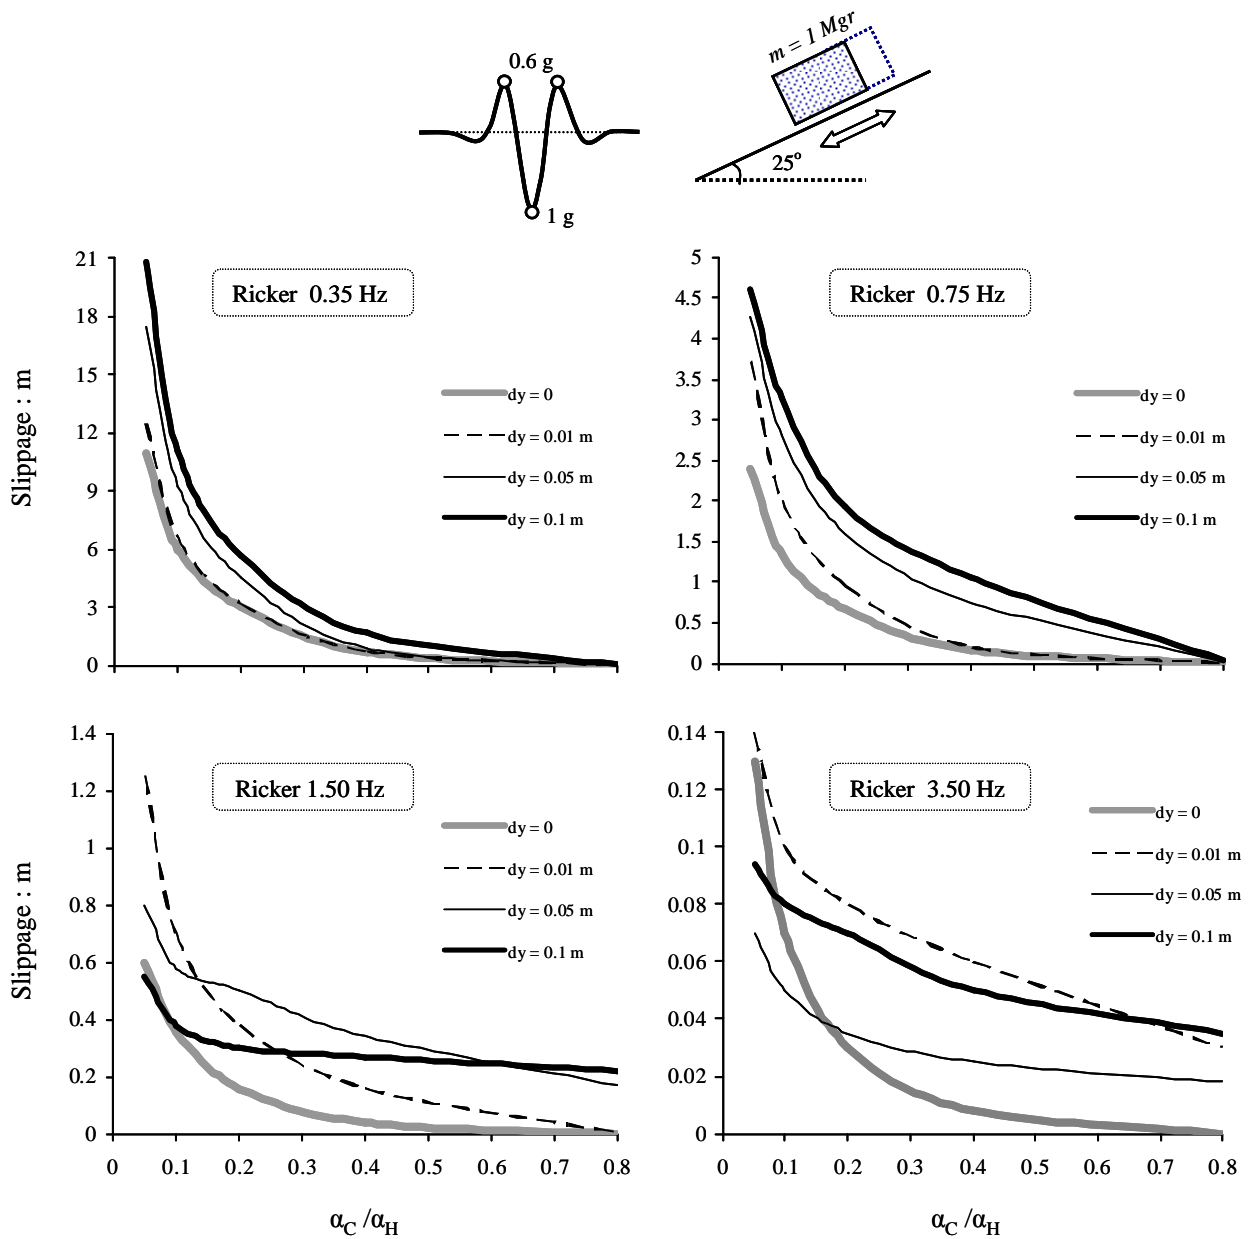 0.6 g
1 g
m = 1 Mgr
25°
Slippage : m
21
18
15
12
9
6
3
0
Ricker 0.35 Hz
dy = 0
dy = 0.01 m
dy = 0.05 m
dy = 0.1 m
5
4.5
4
3.5
3
2.5
2
1.5
1
0.5
0
Ricker 0.75 Hz
dy = 0
dy = 0.01 m
dy = 0.05 m
dy = 0.1 m
Slippage : m
1.4
1.2
1
0.8
0.6
0.4
0.2
0
Ricker 1.50 Hz
dy = 0
dy = 0.01 m
dy = 0.05 m
dy = 0.1 m
0 0.1 0.2 0.3 0.4 0.5 0.6 0.7 0.8
αC /αH
0.14
0.12
0.1
0.08
0.06
0.04
0.02
0
Ricker 3.50 Hz
dy = 0
dy = 0.01 m
dy = 0.05 m
dy = 0.1 m
0 0.1 0.2 0.3 0.4 0.5 0.6 0.7 0.8
αC /αH